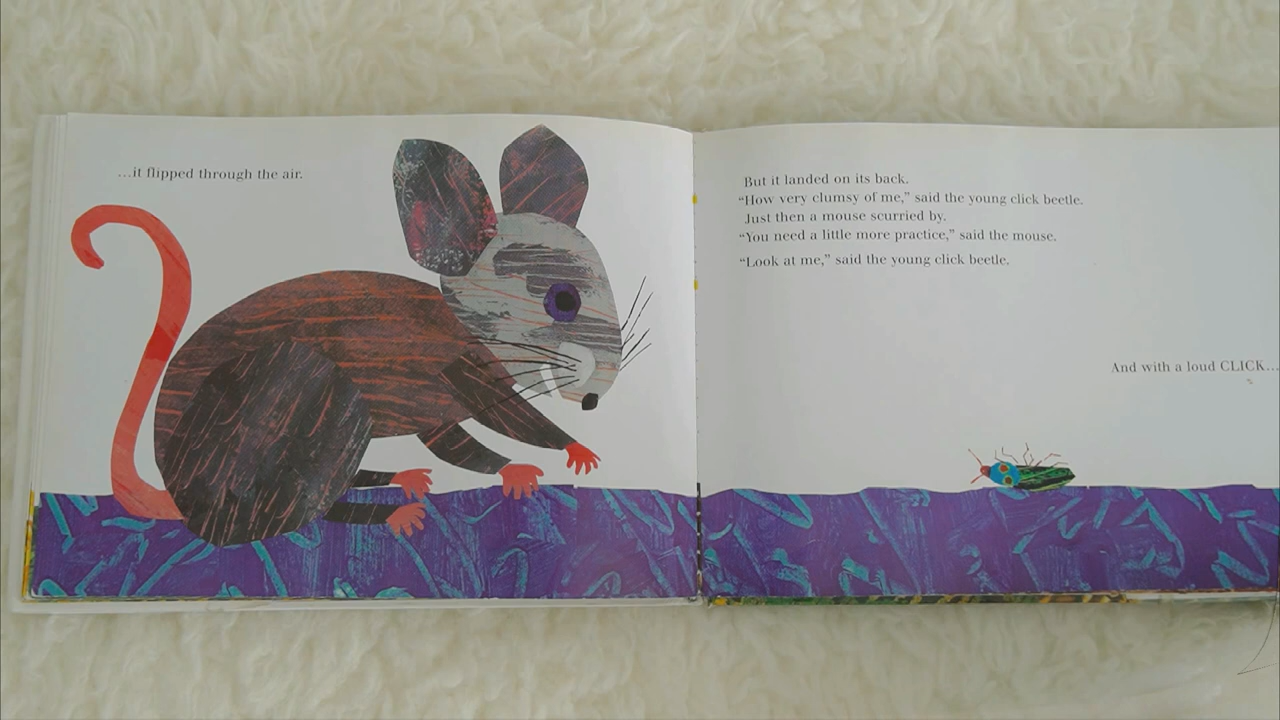 ...it flipped through the air.
But it landed on its back.
“How very clumsy of me,” said the young click beetle.
Just then a mouse scurried by.
“You need a little more practice,” said the mouse.
“Look at me,” said the young click beetle.
And with a loud CLICK...